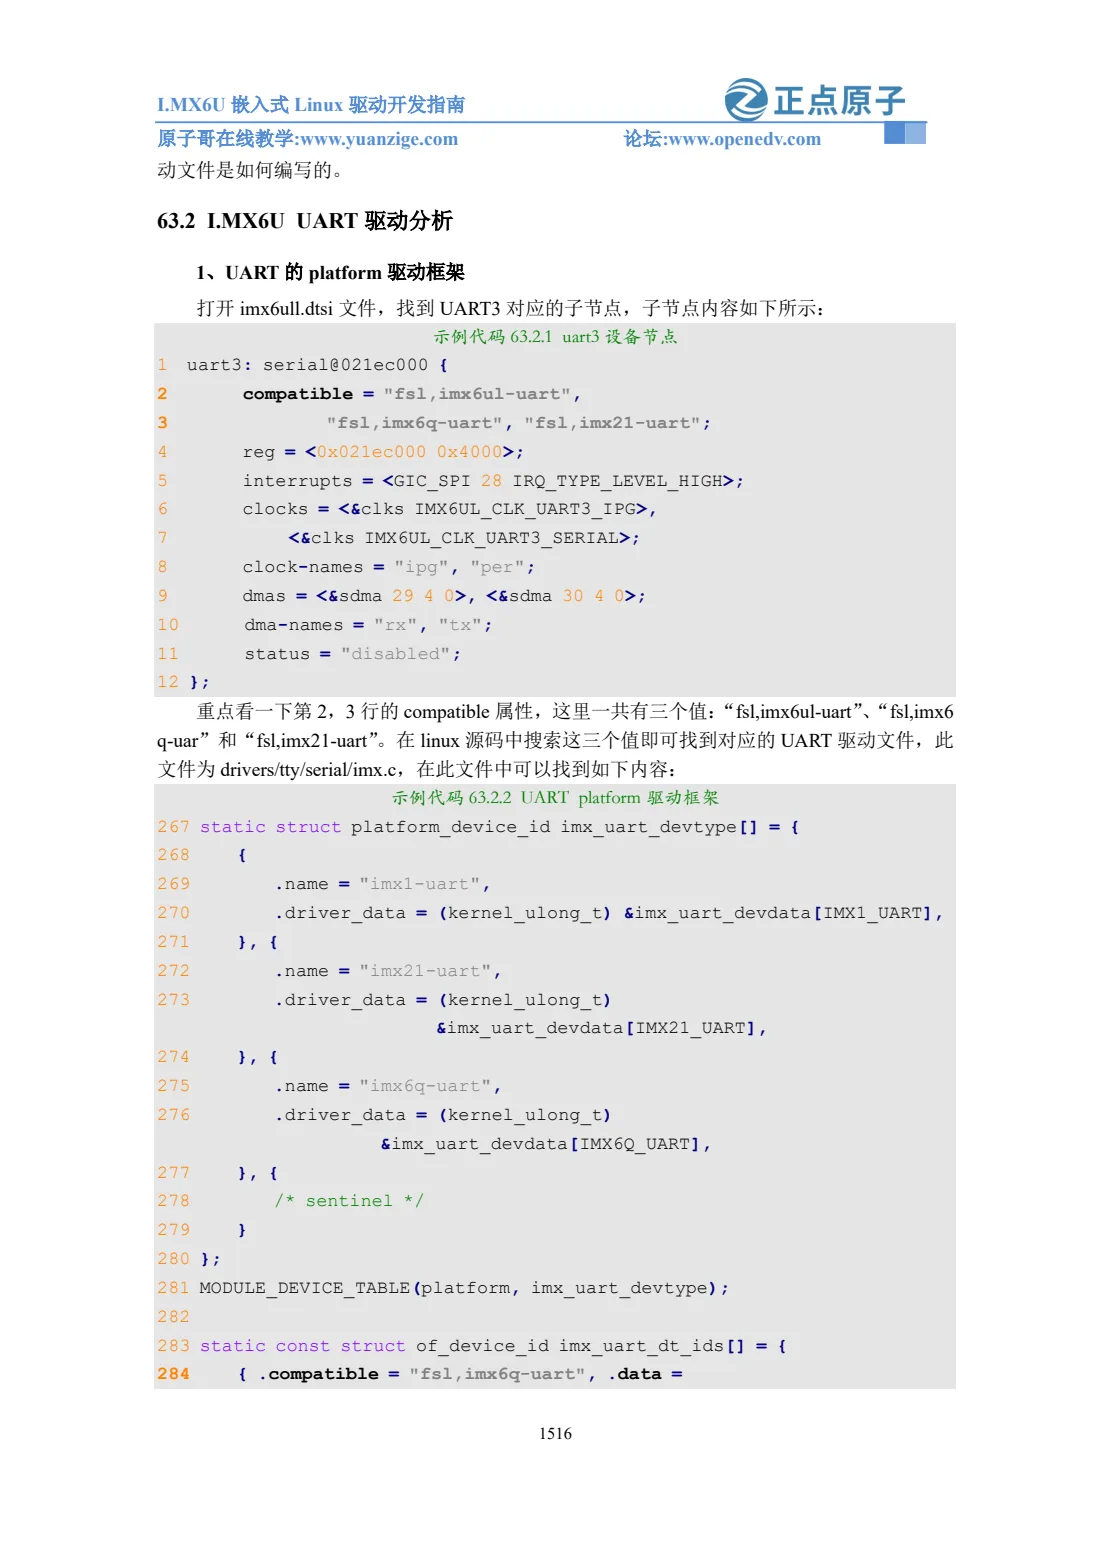 I.MX6U 嵌入式 Linux 驱动开发指南
正点原子
原子哥在线教学:www.yuanzige.com 论坛:www.openedv.com
动文件是如何编写的。
63.2 I.MX6U UART 驱动分析
1、UART 的 platform 驱动框架
打开 imx6ull.dtsi 文件，找到 UART3 对应的子节点，子节点内容如下所示：
示例代码 63.2.1 uart3 设备节点
1 uart3: serial@021ec000 {
2 compatible = "fsl,imx6ul-uart",
3 "fsl,imx6q-uart", "fsl,imx21-uart";
4 reg = <0x021ec000 0x4000>;
5 interrupts = <GIC_SPI 28 IRQ_TYPE_LEVEL_HIGH>;
6 clocks = <&clks IMX6UL_CLK_UART3_IPG>,
7 <&clks IMX6UL_CLK_UART3_SERIAL>;
8 clock-names = "ipg", "per";
9 dmas = <&sdma 29 4 0>, <&sdma 30 4 0>;
10 dma-names = "rx", "tx";
11 status = "disabled";
12 };
重点看一下第 2，3 行的 compatible 属性，这里一共有三个值：“fsl,imx6ul-uart”、“fsl,imx6
q-uar”和“fsl,imx21-uart”。在 linux 源码中搜索这三个值即可找到对应的 UART 驱动文件，此
文件为 drivers/tty/serial/imx.c，在此文件中可以找到如下内容：
示例代码 63.2.2 UART platform 驱动框架
267 static struct platform_device_id imx_uart_devtype[] = {
268 {
269 .name = "imx1-uart",
270 .driver_data = (kernel_ulong_t) &imx_uart_devdata[IMX1_UART],
271 }, {
272 .name = "imx21-uart",
273 .driver_data = (kernel_ulong_t)
&imx_uart_devdata[IMX21_UART],
274 }, {
275 .name = "imx6q-uart",
276 .driver_data = (kernel_ulong_t)
&imx_uart_devdata[IMX6Q_UART],
277 }, {
278 /* sentinel */
279 }
280 };
281 MODULE_DEVICE_TABLE(platform, imx_uart_devtype);
282
283 static const struct of_device_id imx_uart_dt_ids[] = {
284 { .compatible = "fsl,imx6q-uart", .data =
1516